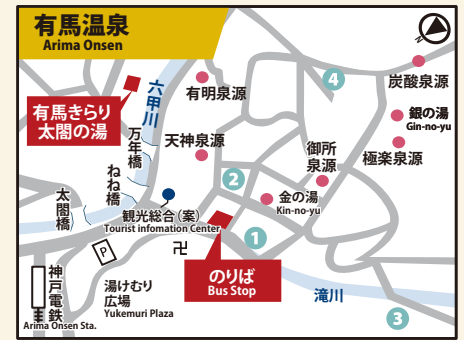 有馬温泉
Arima Onsen
N
六甲川
有明泉源
4
炭酸泉源
有馬きらり
太閤の湯
万年橋
銀の湯
Gin-no-yu
天神泉源
御所
泉源
極楽泉源
ねね橋
2
太閤橋
金の湯
Kin-no-yu
観光総合(案)
Tourist infomation Center
卍
1
P
のりば
Bus Stop
神戸電鉄
湯けむり
広場
Yukemuri Plaza
滝川
3
Arima Onsen Sta.